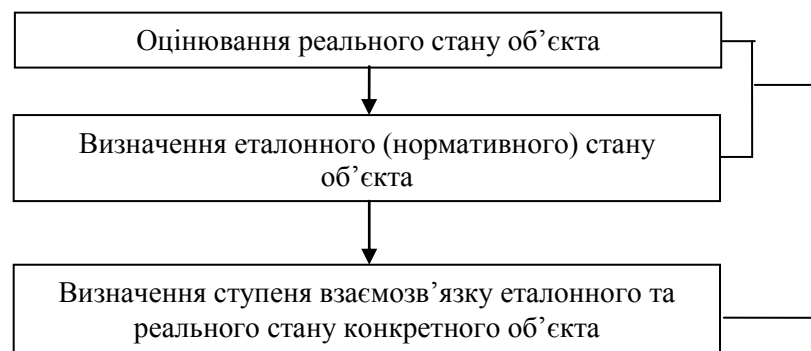 Оцінювання реального стану об’єкта
Визначення еталонного (нормативного) стану
об’єкта
Визначення ступеня взаємозв’язку еталонного та
реального стану конкретного об’єкта